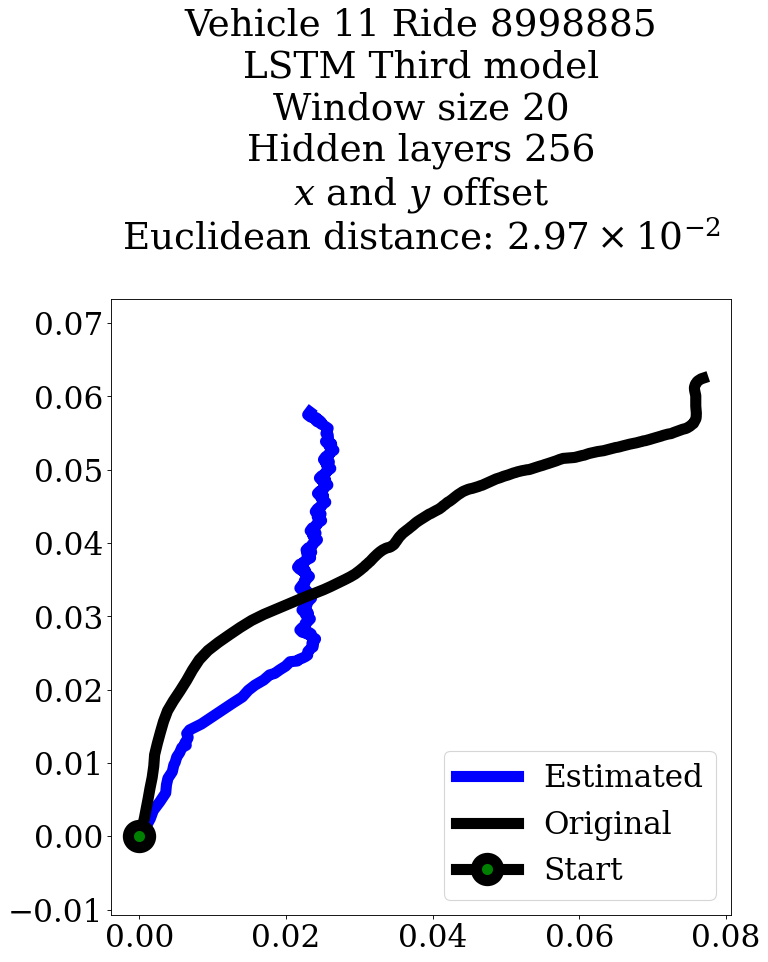 Vehicle 11 Ride 8998885
LSTM Third model
Window size 20
Hidden layers 256
x and y offset
Euclidean distance: 2.97 × 10⁻²
0.07
0.06
0.05
0.04
0.03
0.02
0.01
0.00
−0.01
Estimated
Original
Start
0.00 0.02 0.04 0.06 0.08